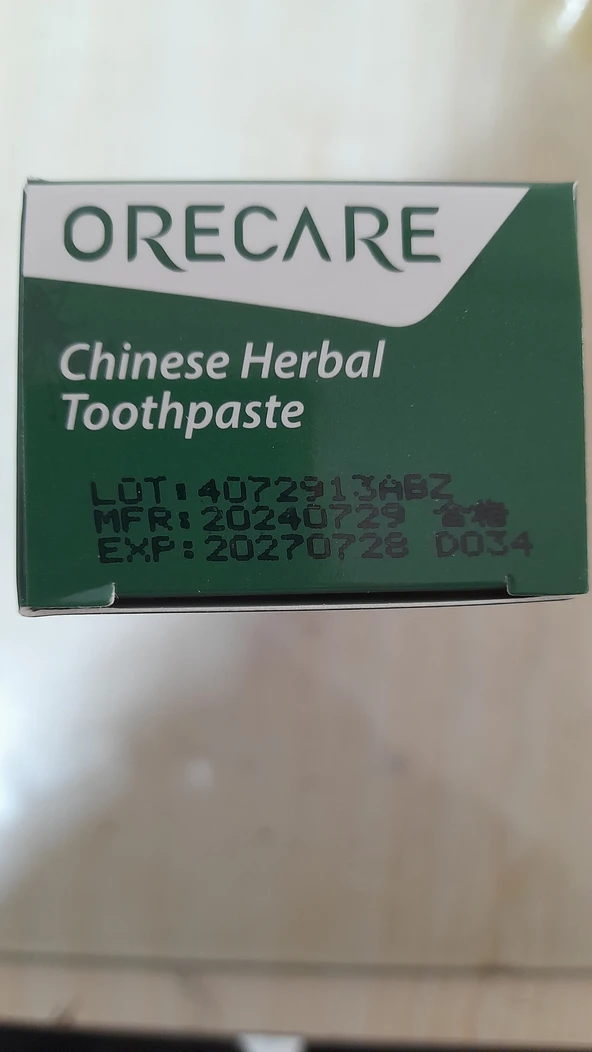 ORECARE
Chinese Herbal
Toothpaste
LOT:4072913ABZ
MFR:20240729 合格
EXP:20270728 D034